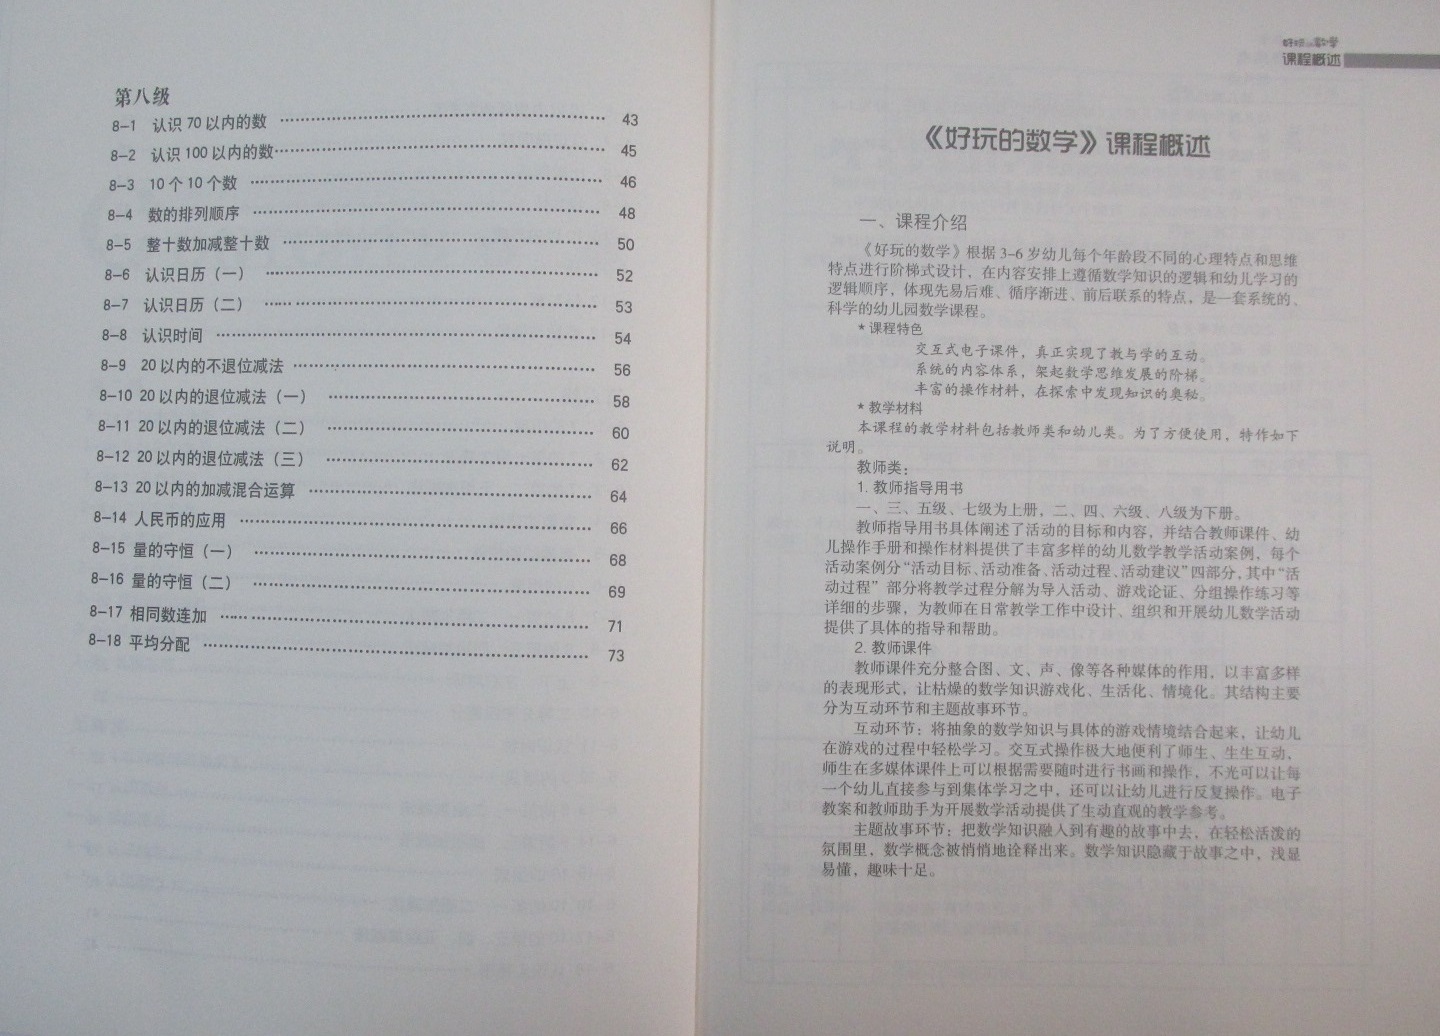 第八级
8-1 认识70以内的数 …… 43
8-2 认识100以内的数 …… 45
8-3 10个10个数 …… 46
8-4 数的排列顺序 …… 48
8-5 整十数加减整十数 …… 50
8-6 认识日历（一） …… 52
8-7 认识日历（二） …… 53
8-8 认识时间 …… 54
8-9 20以内的不退位减法 …… 56
8-10 20以内的退位减法（一） …… 58
8-11 20以内的退位减法（二） …… 60
8-12 20以内的退位减法（三） …… 62
8-13 20以内的加减混合运算 …… 64
8-14 人民币的应用 …… 66
8-15 量的守恒（一） …… 68
8-16 量的守恒（二） …… 69
8-17 相同数连加 …… 71
8-18 平均分配 …… 73
好玩的数学
课程概述
《好玩的数学》课程概述
一、课程介绍
《好玩的数学》根据3-6岁幼儿每个年龄段不同的心理特点和思维
特点进行阶梯式设计，在内容安排上遵循数学知识的逻辑和幼儿学习的
逻辑顺序，体现先易后难、循序渐进、前后联系的特点，是一套系统的、
科学的幼儿园数学课程。
*课程特色
交互式电子课件，真正实现了教与学的互动。
系统的内容体系，架起数学思维发展的阶梯。
丰富的操作材料，在探索中发现知识的奥秘。
*教学材料
本课程的教学材料包括教师类和幼儿类。为了方便使用，特作如下
说明。
教师类：
1. 教师指导用书
一、三、五级、七级为上册，二、四、六级、八级为下册。
教师指导用书具体阐述了活动的目标和内容，并结合教师课件、幼
儿操作手册和操作材料提供了丰富多样的幼儿数学教学活动案例，每个
活动案例分“活动目标、活动准备、活动过程、活动建议”四部分，其中“活
动过程”部分将教学过程分解为导入活动、游戏论证、分组操作练习等
详细的步骤，为教师在日常教学工作中设计、组织和开展幼儿数学活动
提供了具体的指导和帮助。
2. 教师课件
教师课件充分整合图、文、声、像等各种媒体的作用，以丰富多样
的表现形式，让枯燥的数学知识游戏化、生活化、情境化。其结构主要
分为互动环节和主题故事环节。
互动环节：将抽象的数学知识与具体的游戏情境结合起来，让幼儿
在游戏的过程中轻松学习。交互式操作极大地便利了师生、生生互动，
师生在多媒体课件上可以根据需要随时进行书画和操作，不光可以让每
一个幼儿直接参与到集体学习之中，还可以让幼儿进行反复操作。电子
教案和教师助手为开展数学活动提供了生动直观的教学参考。
主题故事环节：把数学知识融入到有趣的故事中去，在轻松活泼的
氛围里，数学概念被悄悄地诠释出来。数学知识隐藏于故事之中，浅显
易懂，趣味十足。